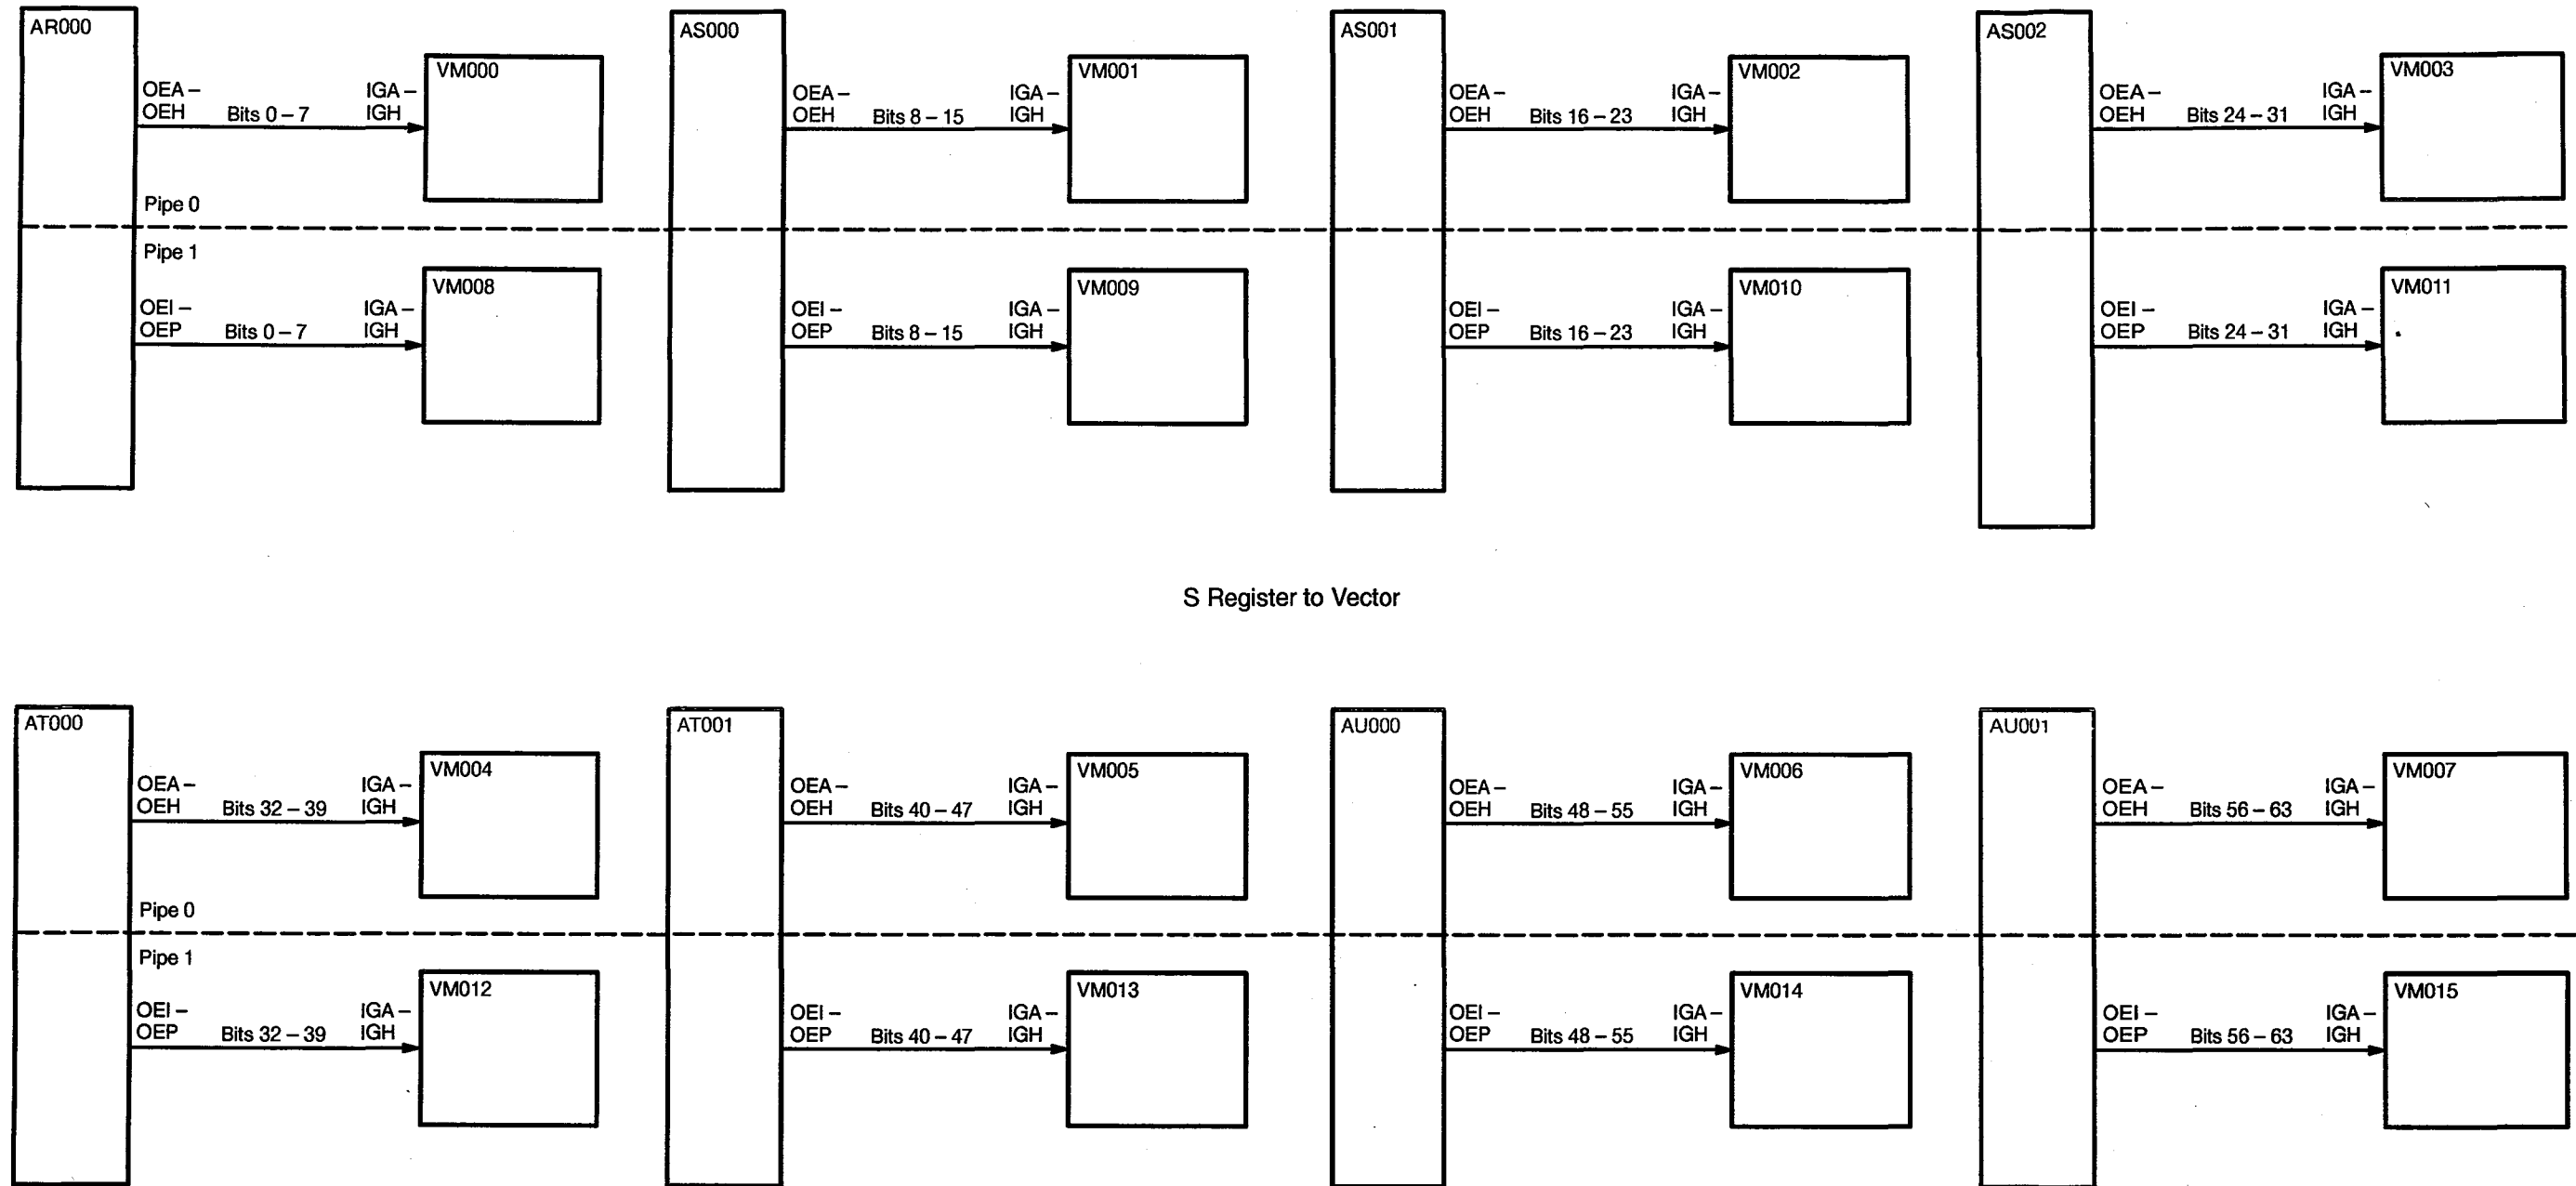 AR000
OEA –
OEH
Bits 0 – 7
IGA –
IGH
VM000
Pipe 0
Pipe 1
OEI –
OEP
Bits 0 – 7
IGA –
IGH
VM008
AS000
OEA –
OEH
Bits 8 – 15
IGA –
IGH
VM001
OEI –
OEP
Bits 8 – 15
IGA –
IGH
VM009
AS001
OEA –
OEH
Bits 16 – 23
IGA –
IGH
VM002
OEI –
OEP
Bits 16 – 23
IGA –
IGH
VM010
AS002
OEA –
OEH
Bits 24 – 31
IGA –
IGH
VM003
OEI –
OEP
Bits 24 – 31
IGA –
IGH
VM011
S Register to Vector
AT000
OEA –
OEH
Bits 32 – 39
IGA –
IGH
VM004
Pipe 0
Pipe 1
OEI –
OEP
Bits 32 – 39
IGA –
IGH
VM012
AT001
OEA –
OEH
Bits 40 – 47
IGA –
IGH
VM005
OEI –
OEP
Bits 40 – 47
IGA –
IGH
VM013
AU000
OEA –
OEH
Bits 48 – 55
IGA –
IGH
VM006
OEI –
OEP
Bits 48 – 55
IGA –
IGH
VM014
AU001
OEA –
OEH
Bits 56 – 63
IGA –
IGH
VM007
OEI –
OEP
Bits 56 – 63
IGA –
IGH
VM015